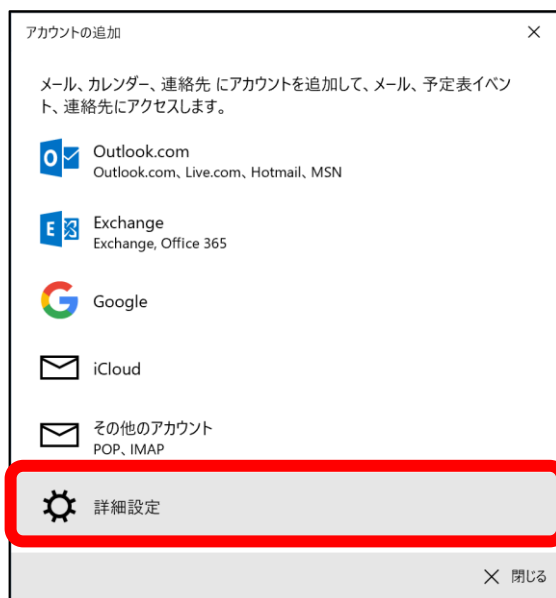 アカウントの追加
メール、カレンダー、連絡先 にアカウントを追加して、メール、予定表イベン
ト、連絡先にアクセスします。
Outlook.com
Outlook.com、Live.com、Hotmail、MSN
Exchange
Exchange, Office 365
Google
iCloud
その他のアカウント
POP、IMAP
詳細設定
閉じる